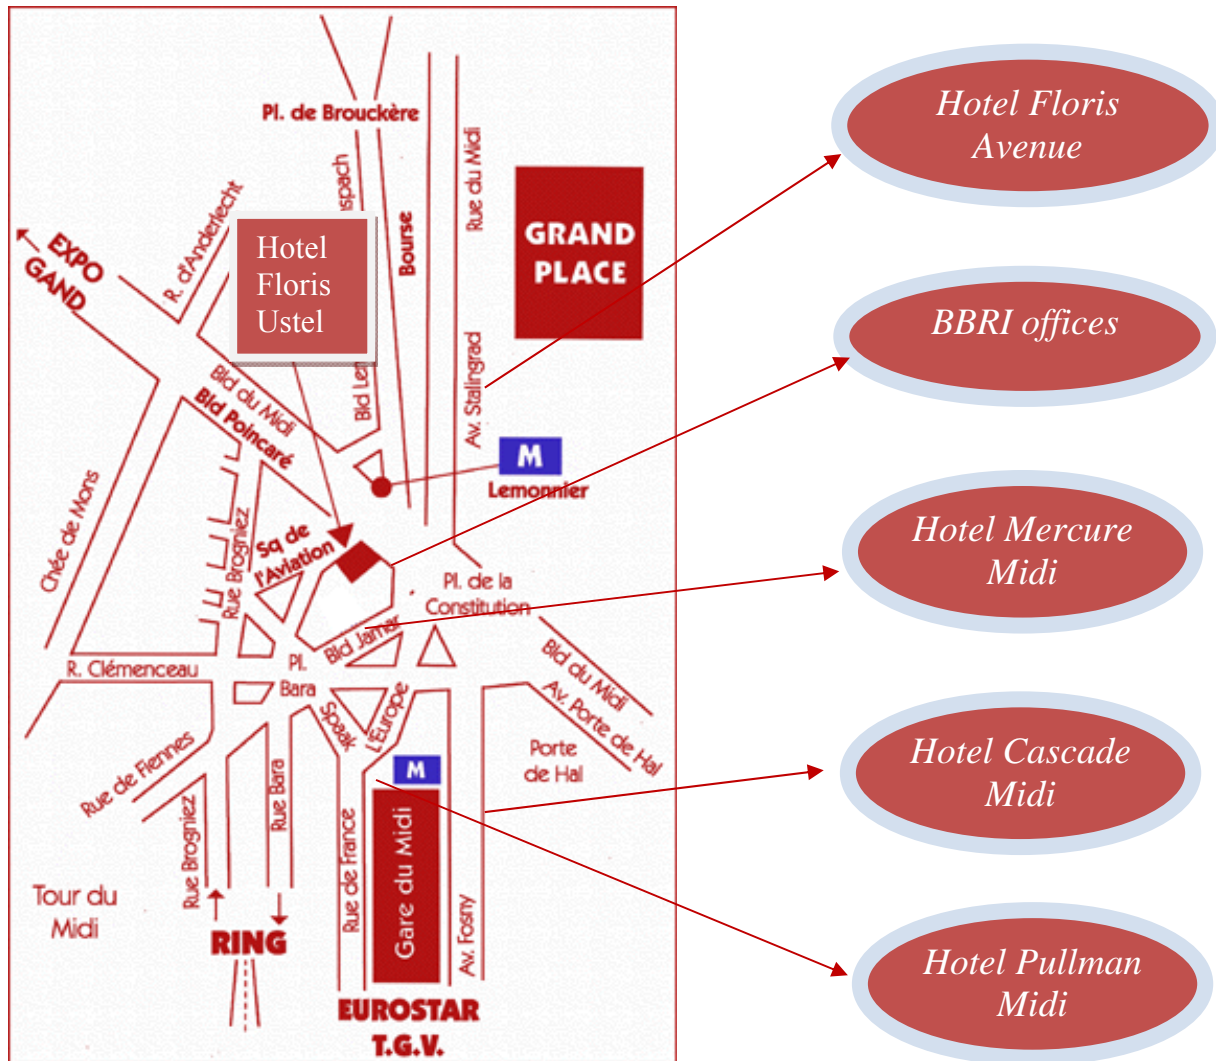 Pl. de Brouckère
Rue du Midi
Bourse
GRAND
PLACE
R. d'Anderlecht
EXPO
GAND
Hotel
Floris
Ustel
Bld du Midi
Bld Poincaré
Av. Stalingrad
M
Lemonnier
Chée de Mons
Rue Brogniez
Sq de
l'Aviation
Pl. de la
Constitution
Bld Jamar
R. Clémenceau
Pl.
Bara
Bld du Midi
Av. Porte de Hal
Spaak
L'Europe
Porte
de Hal
M
Rue de Fiennes
Rue Bara
Rue Brogniez
Rue de France
Gare du Midi
Av. Fosny
Tour du
Midi
RING
EUROSTAR
T.G.V.
Hotel Floris
Avenue
BBRI offices
Hotel Mercure
Midi
Hotel Cascade
Midi
Hotel Pullman
Midi